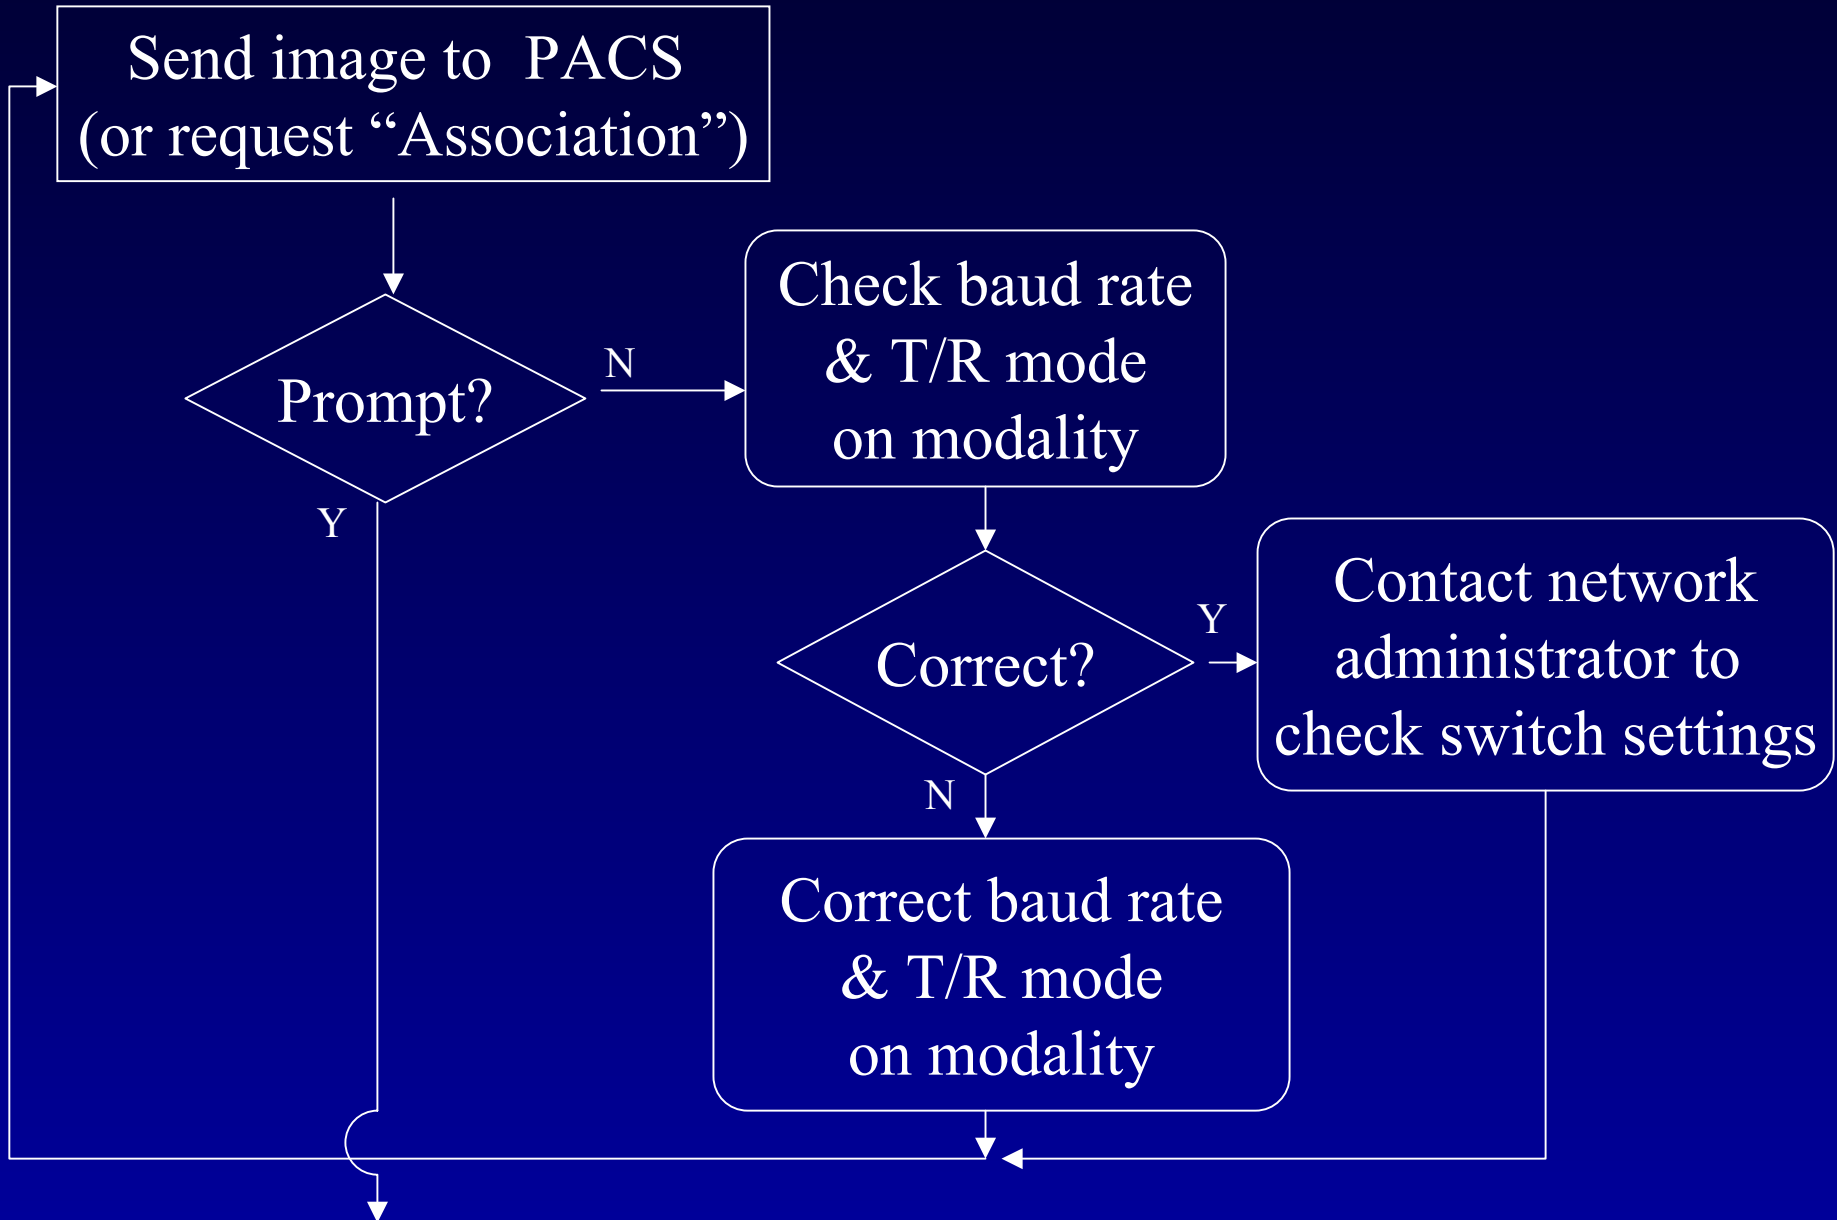 Send image to PACS
(or request “Association”)
Prompt?
N
Y
Check baud rate
& T/R mode
on modality
Correct?
Y
N
Contact network
administrator to
check switch settings
Correct baud rate
& T/R mode
on modality